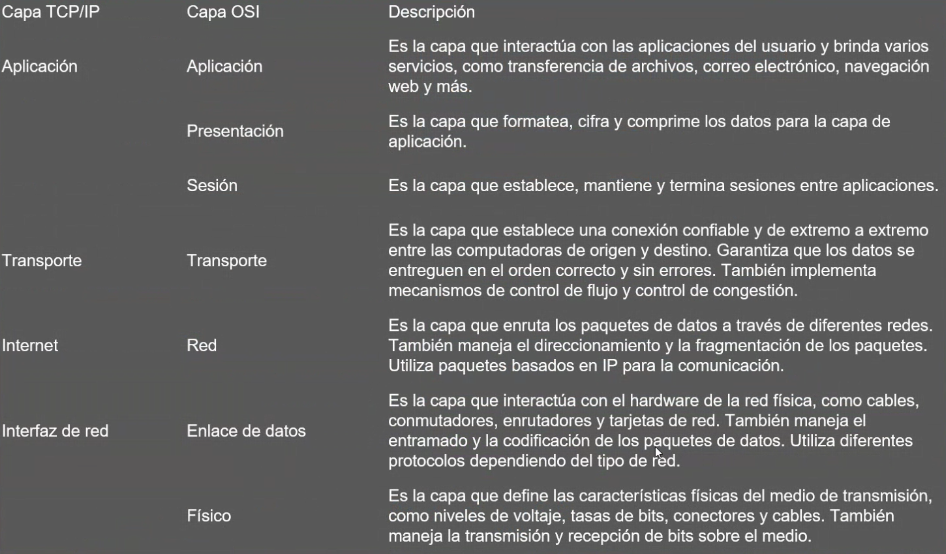 Capa TCP/IP Capa OSI Descripción
Aplicación Aplicación Es la capa que interactúa con las aplicaciones del usuario y brinda varios
servicios, como transferencia de archivos, correo electrónico, navegación
web y más.
Presentación Es la capa que formatea, cifra y comprime los datos para la capa de
aplicación.
Sesión Es la capa que establece, mantiene y termina sesiones entre aplicaciones.
Transporte Transporte Es la capa que establece una conexión confiable y de extremo a extremo
entre las computadoras de origen y destino. Garantiza que los datos se
entreguen en el orden correcto y sin errores. También implementa
mecanismos de control de flujo y control de congestión.
Internet Red Es la capa que enruta los paquetes de datos a través de diferentes redes.
También maneja el direccionamiento y la fragmentación de los paquetes.
Utiliza paquetes basados en IP para la comunicación.
Interfaz de red Enlace de datos Es la capa que interactúa con el hardware de la red física, como cables,
conmutadores, enrutadores y tarjetas de red. También maneja el
entramado y la codificación de los paquetes de datos. Utiliza diferentes
protocolos dependiendo del tipo de red.
Físico Es la capa que define las características físicas del medio de transmisión,
como niveles de voltaje, tasas de bits, conectores y cables. También
maneja la transmisión y recepción de bits sobre el medio.